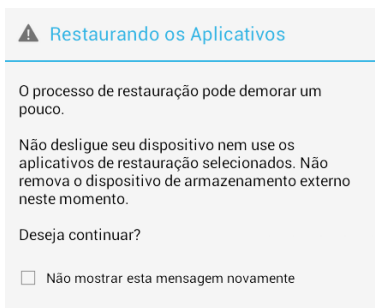 Restaurando os Aplicativos
O processo de restauração pode demorar um
pouco.
Não desligue seu dispositivo nem use os
aplicativos de restauração selecionados. Não
remova o dispositivo de armazenamento externo
neste momento.
Deseja continuar?
Não mostrar esta mensagem novamente